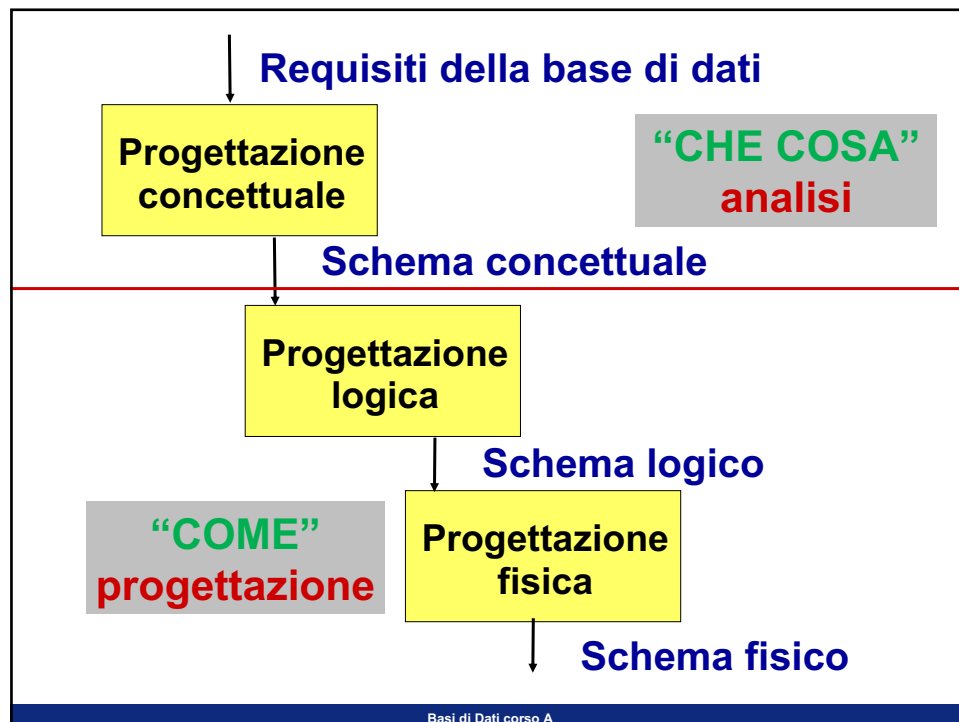 Requisiti della base di dati
Progettazione
concettuale
“CHE COSA”
analisi
Schema concettuale
Progettazione
logica
Schema logico
“COME”
progettazione
Progettazione
fisica
Schema fisico
Basi di Dati corso A